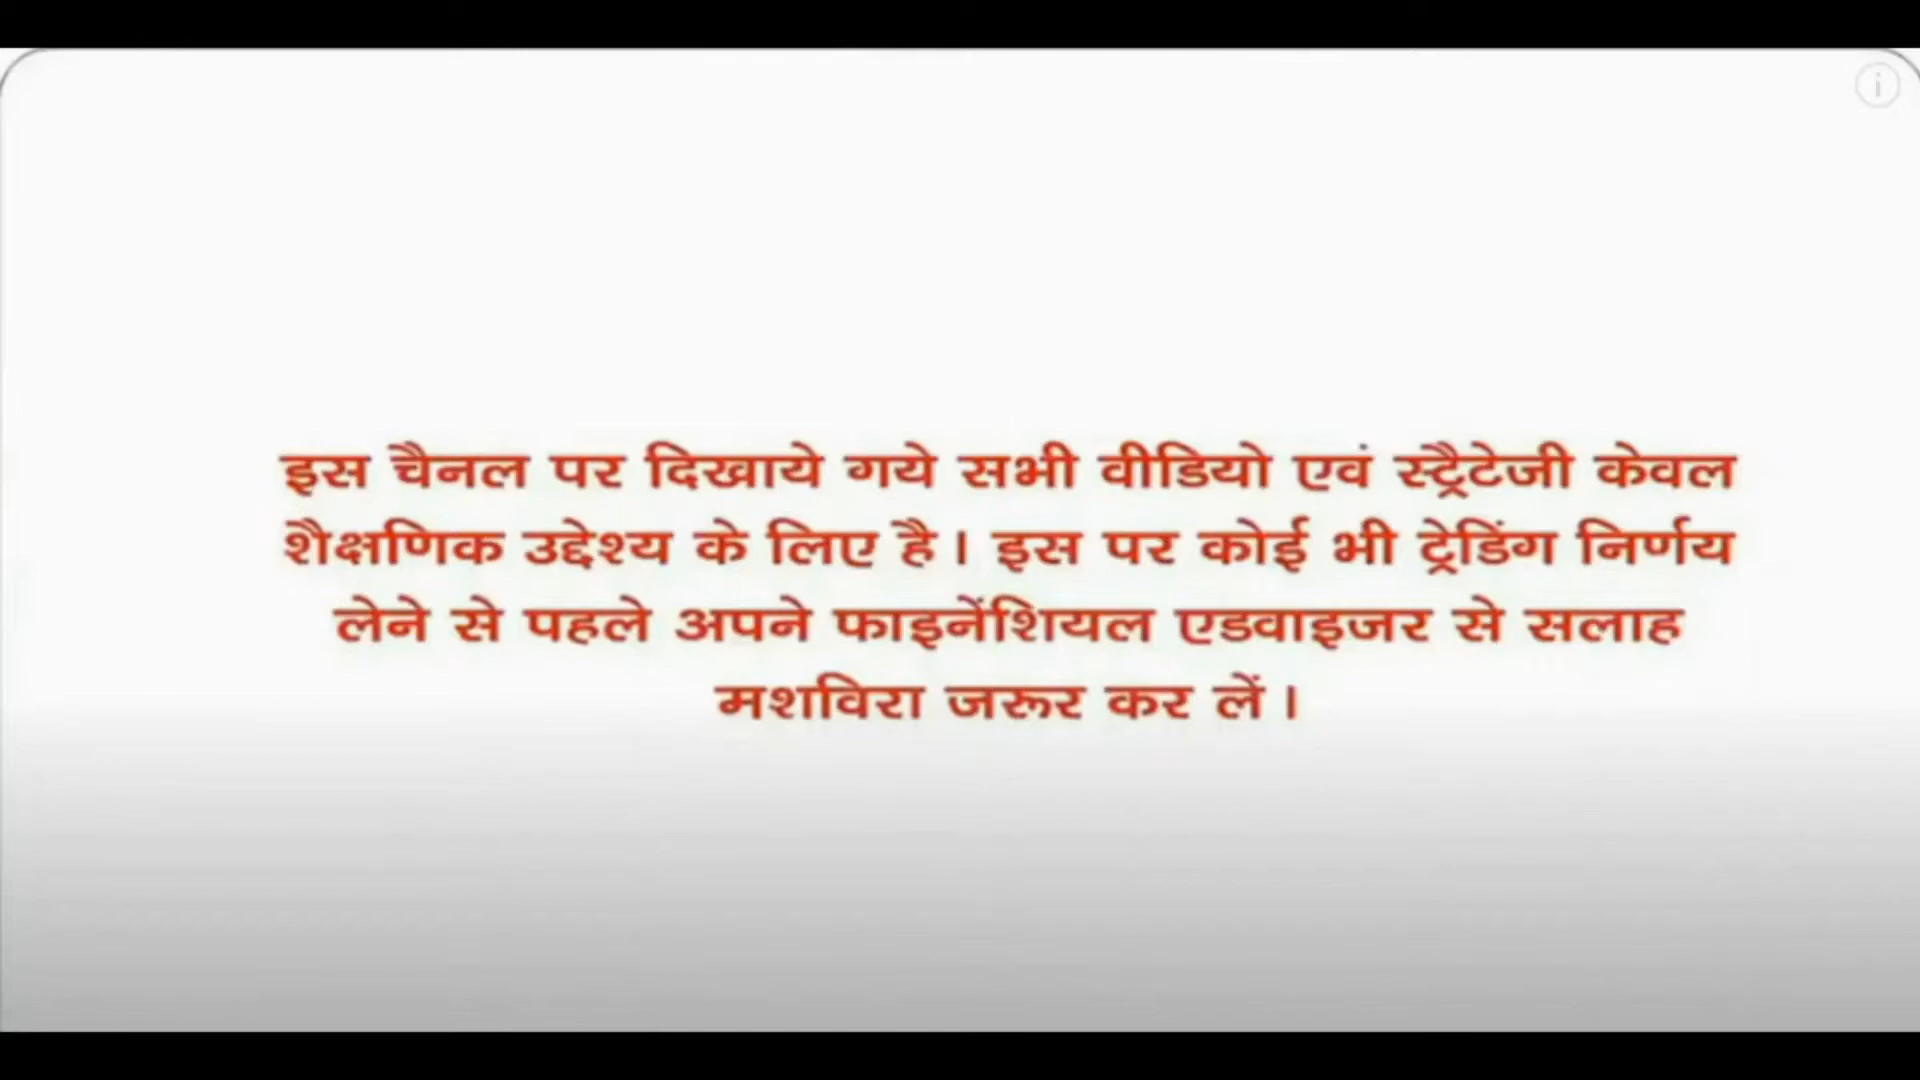 इस चैनल पर दिखाये गये सभी वीडियो एवं स्ट्रैटेजी केवल
शैक्षणिक उद्देश्य के लिए है। इस पर कोई भी ट्रेडिंग निर्णय
लेने से पहले अपने फाइनेंशियल एडवाइजर से सलाह
मशविरा जरूर कर लें।